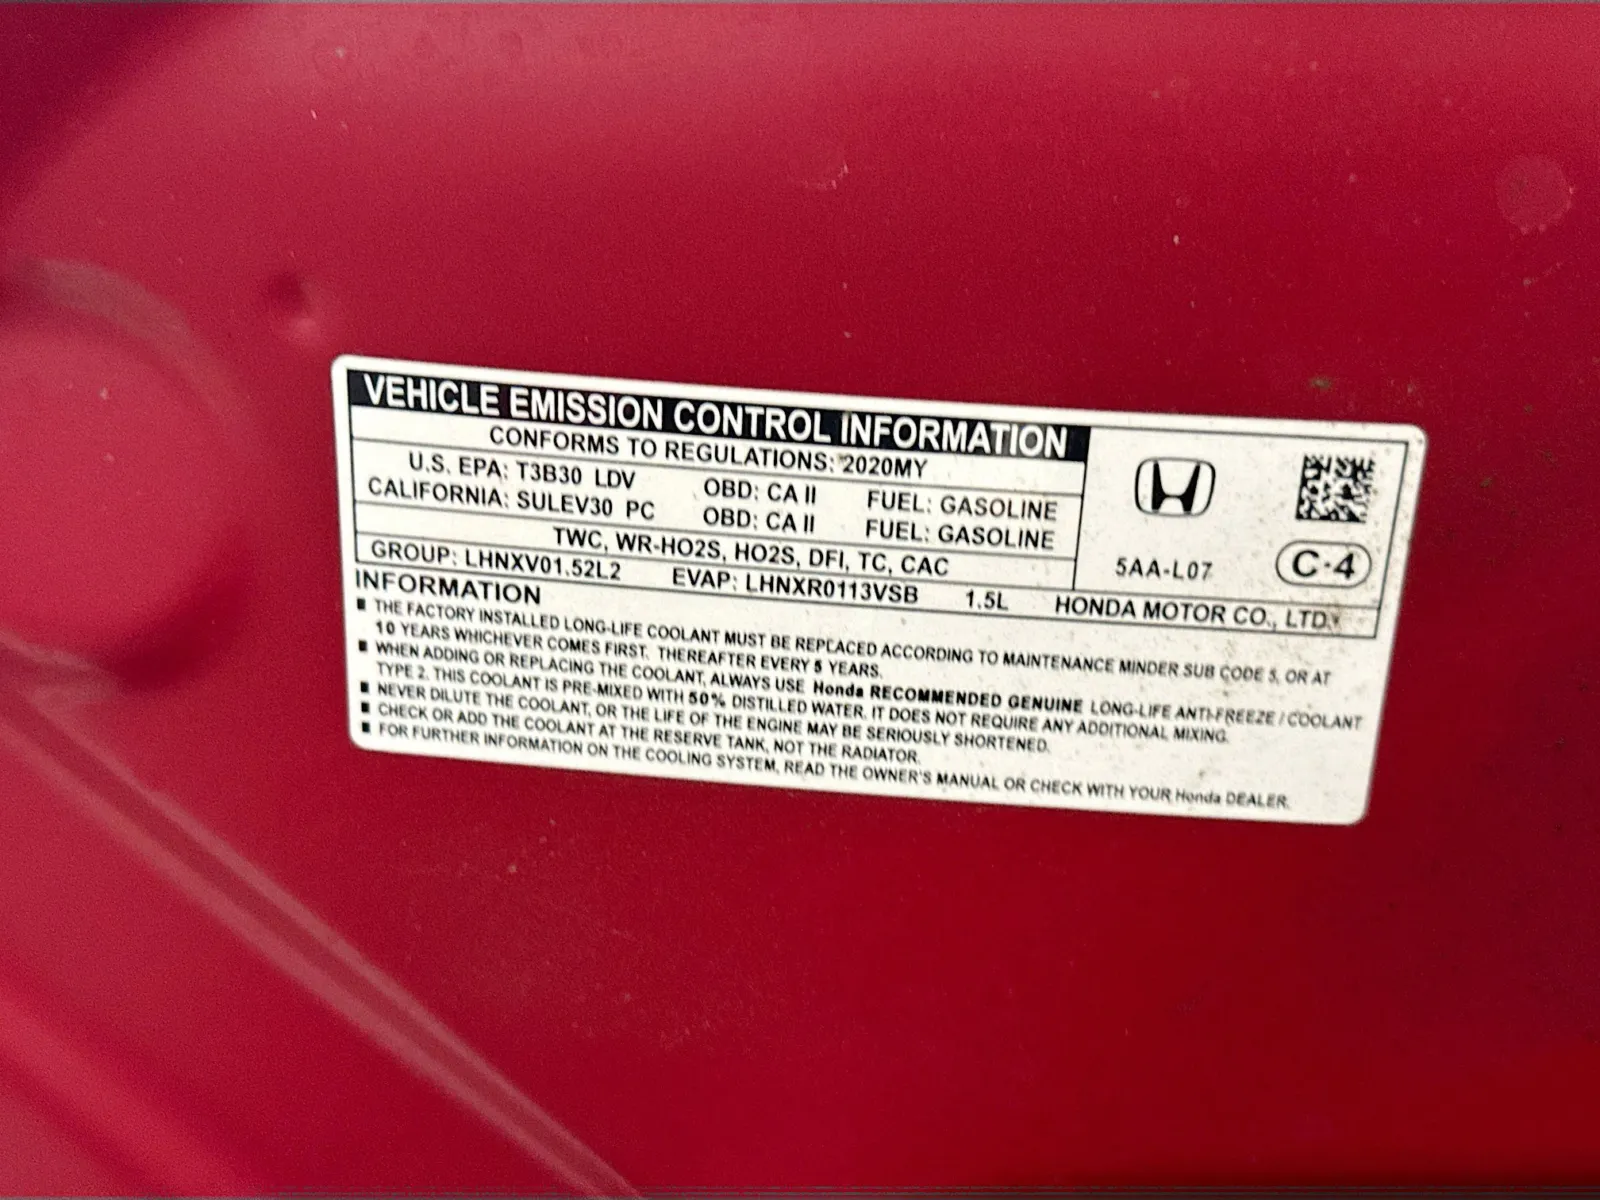 VEHICLE EMISSION CONTROL INFORMATION
CONFORMS TO REGULATIONS: 2020MY
U.S. EPA: T3B30 LDV OBD: CA II FUEL: GASOLINE
CALIFORNIA: SULEV30 PC OBD: CA II FUEL: GASOLINE
TWC, WR-HO2S, HO2S, DFI, TC, CAC
5AA-L07
C-4
GROUP: LHNXV01.52L2 EVAP: LHNXR0113VSB 1.5L HONDA MOTOR CO., LTD.
INFORMATION
■ THE FACTORY INSTALLED LONG-LIFE COOLANT MUST BE REPLACED ACCORDING TO MAINTENANCE MINDER SUB CODE 5, OR AT
10 YEARS WHICHEVER COMES FIRST. THEREAFTER EVERY 5 YEARS.
■ WHEN ADDING OR REPLACING THE COOLANT, ALWAYS USE Honda RECOMMENDED GENUINE LONG-LIFE ANTI-FREEZE / COOLANT
TYPE 2. THIS COOLANT IS PRE-MIXED WITH 50% DISTILLED WATER. IT DOES NOT REQUIRE ANY ADDITIONAL MIXING.
■ NEVER DILUTE THE COOLANT, OR THE LIFE OF THE ENGINE MAY BE SERIOUSLY SHORTENED.
■ CHECK OR ADD THE COOLANT AT THE RESERVE TANK, NOT THE RADIATOR.
■ FOR FURTHER INFORMATION ON THE COOLING SYSTEM, READ THE OWNER'S MANUAL OR CHECK WITH YOUR Honda DEALER.